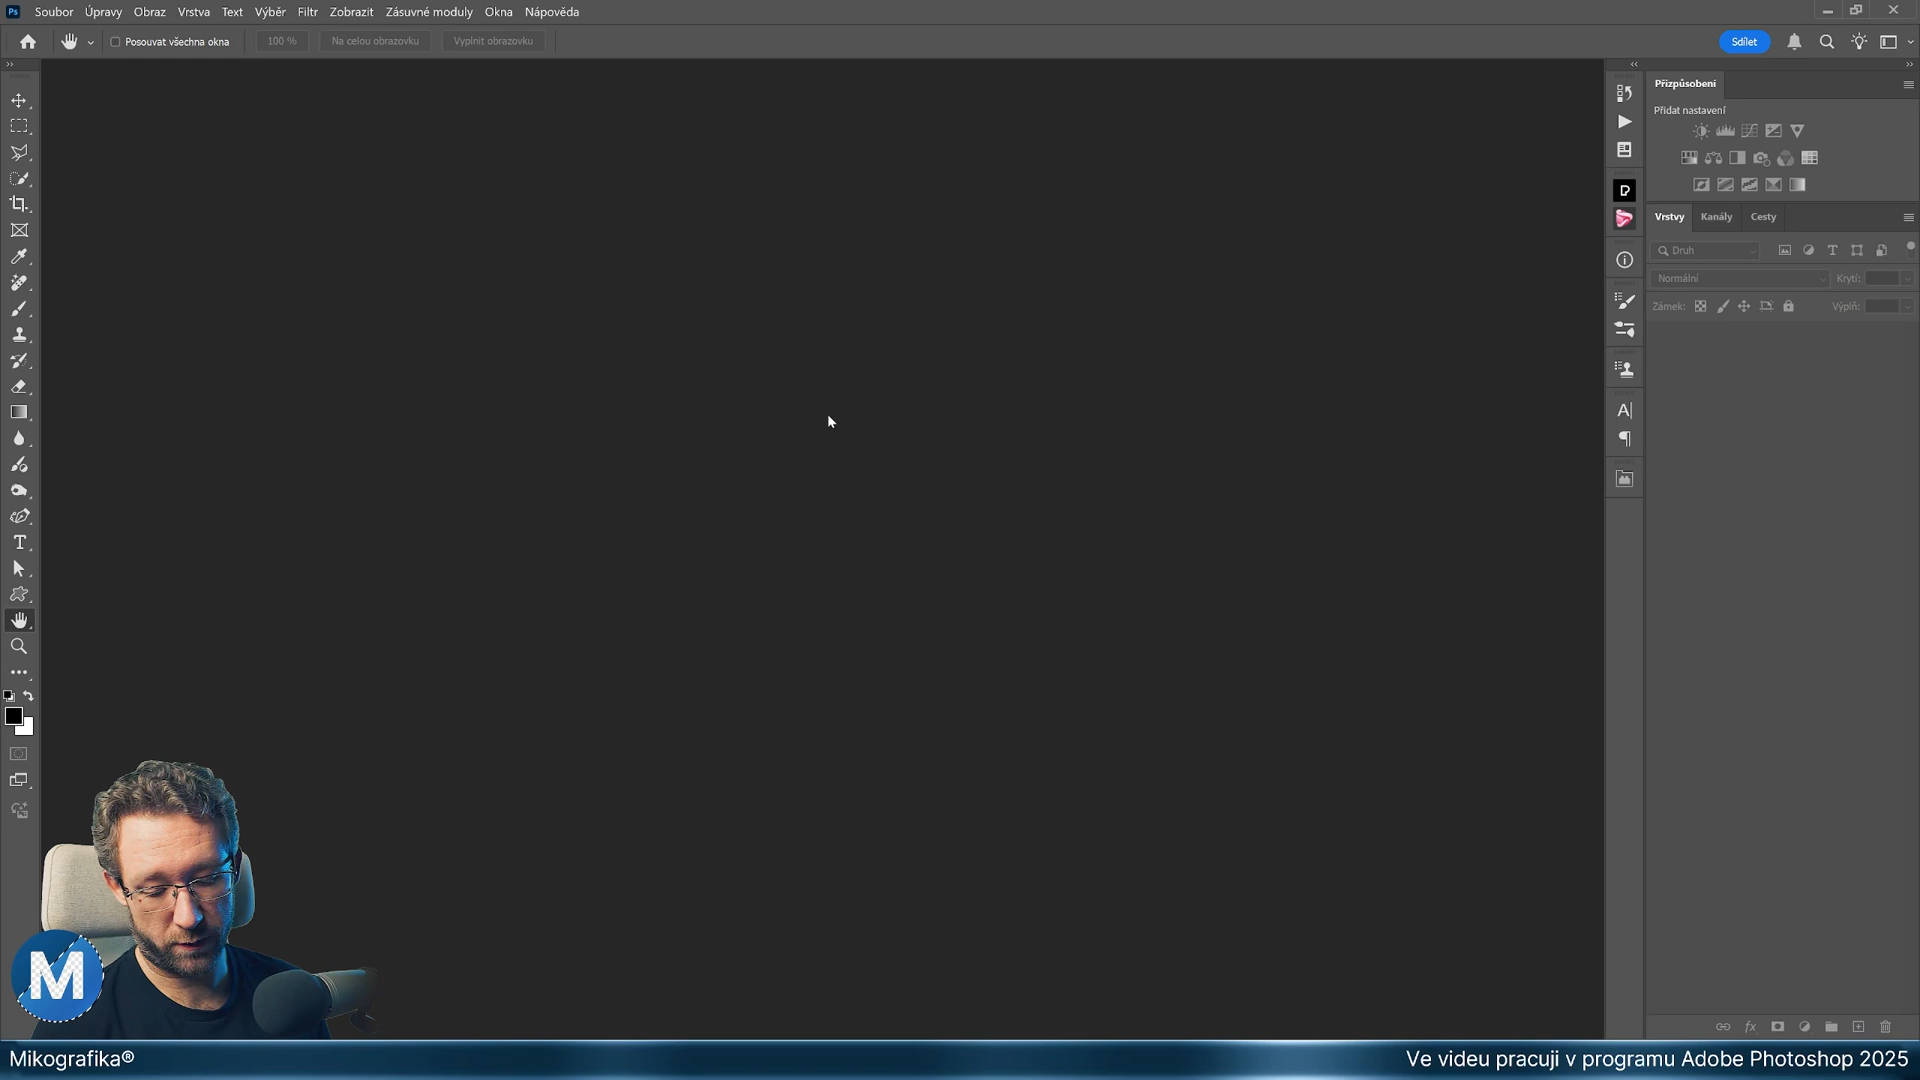 Ps Soubor Úpravy Obraz Vrstva Text Výběr Filtr Zobrazit Zásuvné moduly Okna Nápověda
Posouvat všechna okna 100 % Na celou obrazovku Vyplnit obrazovku Sdílet
Přizpůsobení
Přidat nastavení
Vrstvy Kanály Cesty
Druh
Normální Krytí:
Zámek: Výplň:
M
Mikografika® Ve videu pracuji v programu Adobe Photoshop 2025